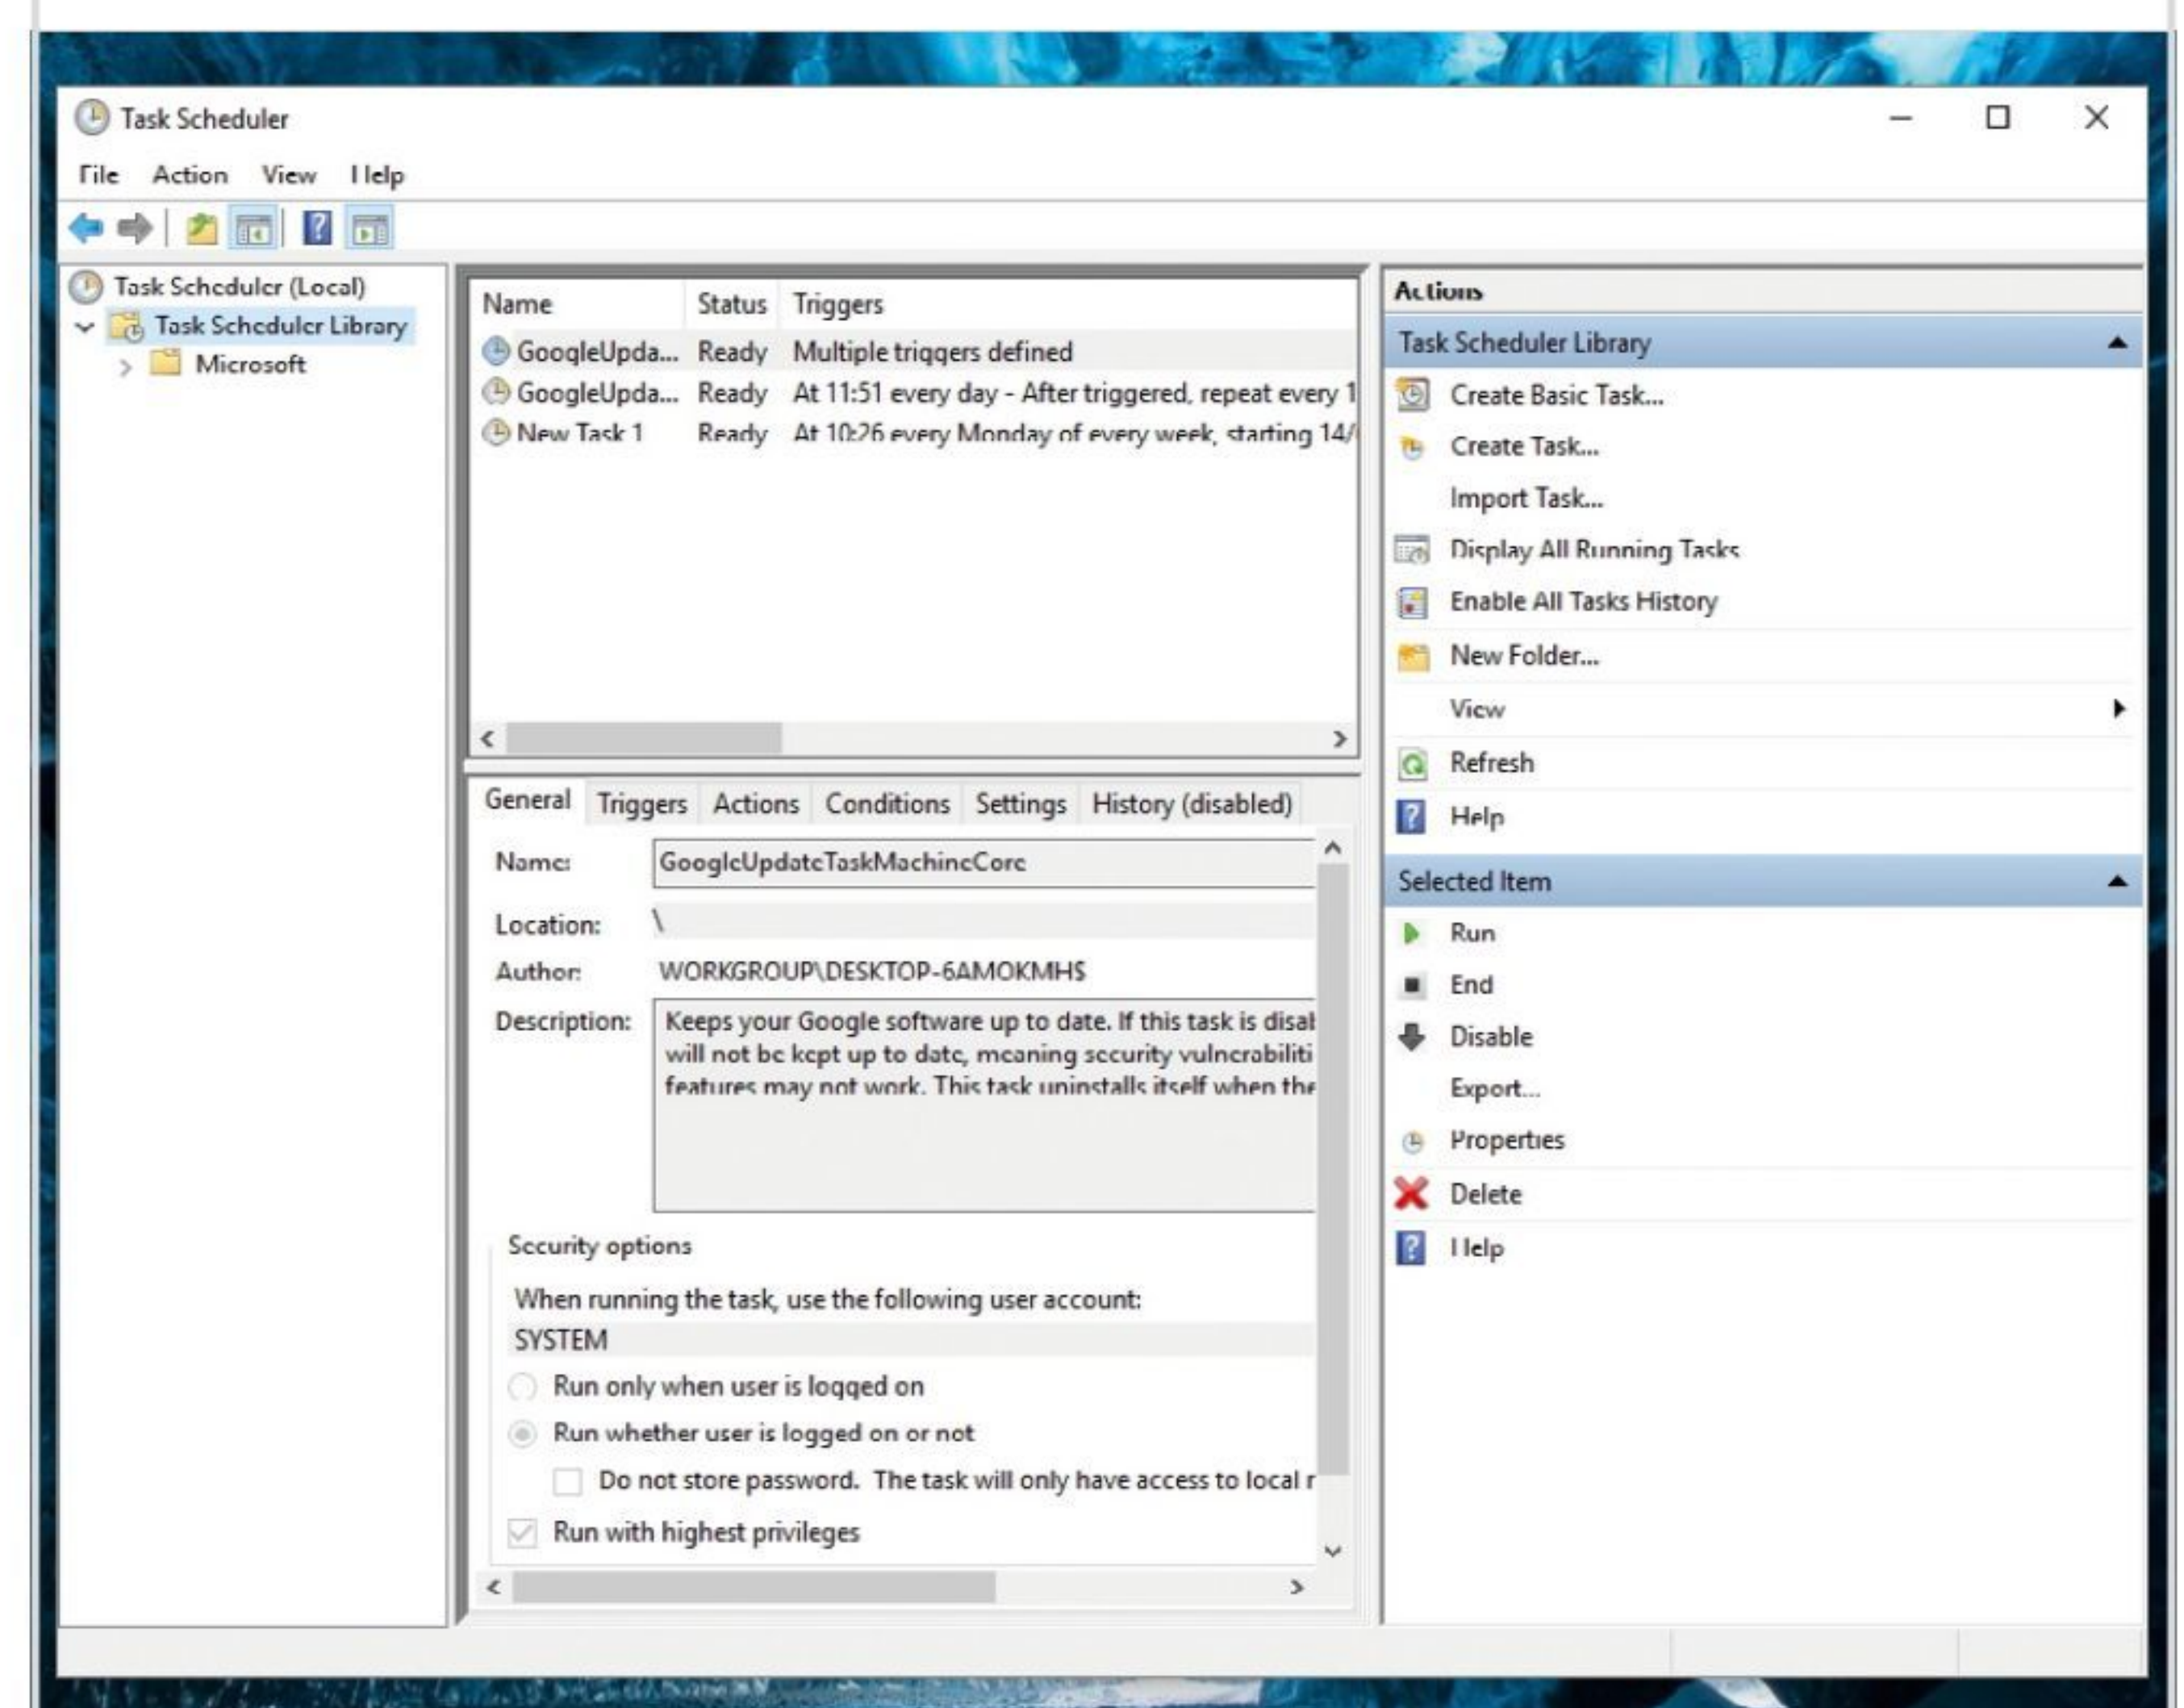 Task Scheduler
File Action View Help
Task Scheduler (Local)
Task Scheduler Library
Microsoft
Name Status Triggers
GoogleUpda... Ready Multiple triggers defined
GoogleUpda... Ready At 11:51 every day - After triggered, repeat every 1
New Task 1 Ready At 10:26 every Monday of every week, starting 14/
General Triggers Actions Conditions Settings History (disabled)
Name: GoogleUpdateTaskMachineCore
Location: \
Author: WORKGROUP\DESKTOP-6AMOKMH$
Description: Keeps your Google software up to date. If this task is disab
will not be kept up to date, meaning security vulnerabiliti
features may not work. This task uninstalls itself when the
Security options
When running the task, use the following user account:
SYSTEM
Run only when user is logged on
Run whether user is logged on or not
Do not store password. The task will only have access to local r
Run with highest privileges
Actions
Task Scheduler Library
Create Basic Task...
Create Task...
Import Task...
Display All Running Tasks
Enable All Tasks History
New Folder...
View
Refresh
Help
Selected Item
Run
End
Disable
Export...
Properties
Delete
Help